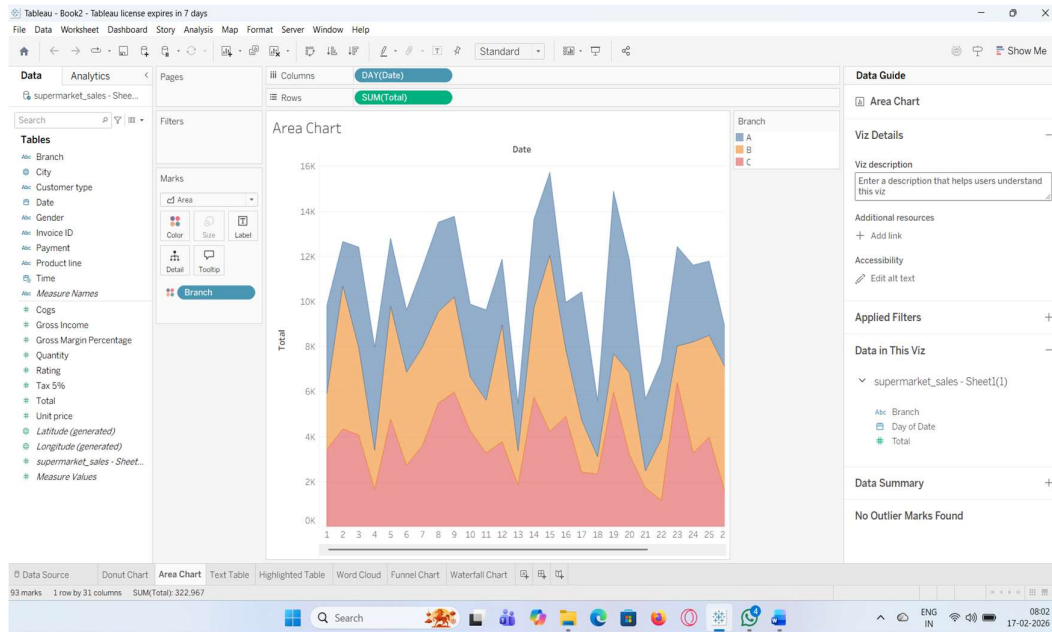 Tableau - Book2 - Tableau license expires in 7 days
File Data Worksheet Dashboard Story Analysis Map Format Server Window Help
Standard
Show Me
Data Analytics
supermarket_sales - Shee...
Search
Tables
Abc Branch
City
Abc Customer type
Date
Abc Gender
Abc Invoice ID
Abc Payment
Abc Product line
Time
Abc Measure Names
# Cogs
# Gross Income
# Gross Margin Percentage
# Quantity
# Rating
# Tax 5%
# Total
# Unit price
Latitude (generated)
Longitude (generated)
# supermarket_sales - Sheet...
# Measure Values
Pages
Filters
Marks
Area
Color Size Label
Detail Tooltip
Branch
Columns DAY(Date)
Rows SUM(Total)
Area Chart
Date
Total
16K
14K
12K
10K
8K
6K
4K
2K
0K
1 2 3 4 5 6 7 8 9 10 11 12 13 14 15 16 17 18 19 20 21 22 23 24 25 2
Branch
A
B
C
Data Guide
Area Chart
Viz Details
Viz description
Enter a description that helps users understand
this viz
Additional resources
+ Add link
Accessibility
Edit alt text
Applied Filters +
Data in This Viz
supermarket_sales - Sheet1(1)
Abc Branch
Day of Date
# Total
Data Summary +
No Outlier Marks Found
Data Source Donut Chart Area Chart Text Table Highlighted Table Word Cloud Funnel Chart Waterfall Chart
93 marks 1 row by 31 columns SUM(Total): 322,967
Search
4
ENG
IN
08:02
17-02-2026